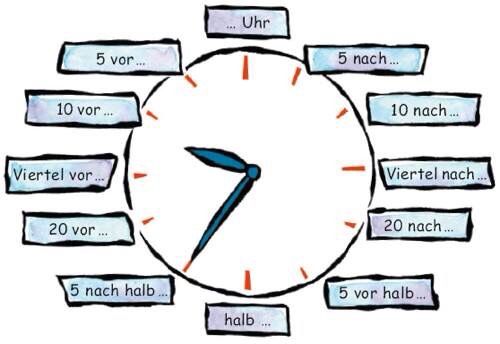 ... Uhr
5 vor...
5 nach...
10 vor ...
10 nach...
Viertel vor...
Viertel nach...
20 vor...
20 nach...
5 nach halb...
5 vor halb...
halb ...